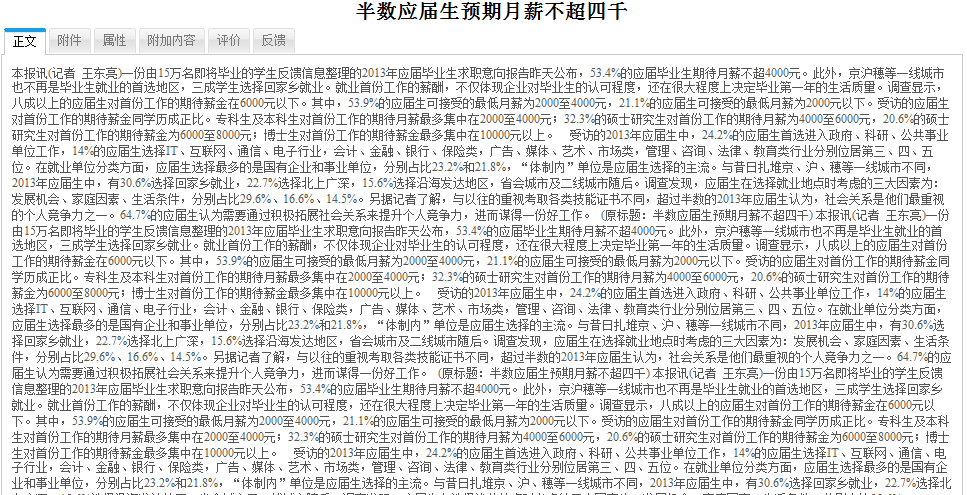 半数应届生预期月薪不超四千
正文 附件 属性 附加内容 评价 反馈
本报讯(记者 王东亮)一份由15万名即将毕业的学生反馈信息整理的2013年应届毕业生求职意向报告昨天公布，53.4%的应届毕业生期待月薪不超4000元。此外，京沪穗等一线城市
也不再是毕业生就业的首选地区，三成学生选择回家乡就业。就业首份工作的薪酬，不仅体现企业对毕业生的认可程度，还在很大程度上决定毕业第一年的生活质量。调查显示，
八成以上的应届生对首份工作的期待薪金在6000元以下。其中，53.9%的应届生可接受的最低月薪为2000至4000元，21.1%的应届生可接受的最低月薪为2000元以下。受访的应届生
对首份工作的期待薪金同学历成正比。专科生及本科生对首份工作的期待月薪最多集中在2000至4000元；32.3%的硕士研究生对首份工作的期待月薪为4000至6000元，20.6%的硕士
研究生对首份工作的期待薪金为6000至8000元；博士生对首份工作的期待薪金最多集中在10000元以上。 受访的2013年应届生中，24.2%的应届生首选进入政府、科研、公共事业
单位工作，14%的应届生选择IT、互联网、通信、电子行业，会计、金融、银行、保险类，广告、媒体、艺术、市场类，管理、咨询、法律、教育类行业分别位居第三、四、五
位。在就业单位分类方面，应届生选择最多的是国有企业和事业单位，分别占比23.2%和21.8%，“体制内”单位是应届生选择的主流。与昔日扎堆京、沪、穗等一线城市不同，
2013年应届生中，有30.6%选择回家乡就业，22.7%选择北上广深，15.6%选择沿海发达地区，省会城市及二线城市随后。调查发现，应届生在选择就业地点时考虑的三大因素为：
发展机会、家庭因素、生活条件，分别占比29.6%、16.6%、14.5%。另据记者了解，与以往的重视考取各类技能证书不同，超过半数的2013年应届生认为，社会关系是他们最重视
的个人竞争力之一。64.7%的应届生认为需要通过积极拓展社会关系来提升个人竞争力，进而谋得一份好工作。（原标题：半数应届生预期月薪不超四千)本报讯(记者 王东亮)一份
由15万名即将毕业的学生反馈信息整理的2013年应届毕业生求职意向报告昨天公布，53.4%的应届毕业生期待月薪不超4000元。此外，京沪穗等一线城市也不再是毕业生就业的首
选地区，三成学生选择回家乡就业。就业首份工作的薪酬，不仅体现企业对毕业生的认可程度，还在很大程度上决定毕业第一年的生活质量。调查显示，八成以上的应届生对首份
工作的期待薪金在6000元以下。其中，53.9%的应届生可接受的最低月薪为2000至4000元，21.1%的应届生可接受的最低月薪为2000元以下。受访的应届生对首份工作的期待薪金同
学历成正比。专科生及本科生对首份工作的期待月薪最多集中在2000至4000元；32.3%的硕士研究生对首份工作的期待月薪为4000至6000元，20.6%的硕士研究生对首份工作的期待
薪金为6000至8000元；博士生对首份工作的期待薪金最多集中在10000元以上。 受访的2013年应届生中，24.2%的应届生首选进入政府、科研、公共事业单位工作，14%的应届生
选择IT、互联网、通信、电子行业，会计、金融、银行、保险类，广告、媒体、艺术、市场类，管理、咨询、法律、教育类行业分别位居第三、四、五位。在就业单位分类方面，
应届生选择最多的是国有企业和事业单位，分别占比23.2%和21.8%，“体制内”单位是应届生选择的主流。与昔日扎堆京、沪、穗等一线城市不同，2013年应届生中，有30.6%选
择回家乡就业，22.7%选择北上广深，15.6%选择沿海发达地区，省会城市及二线城市随后。调查发现，应届生在选择就业地点时考虑的三大因素为：发展机会、家庭因素、生活条
件，分别占比29.6%、16.6%、14.5%。另据记者了解，与以往的重视考取各类技能证书不同，超过半数的2013年应届生认为，社会关系是他们最重视的个人竞争力之一。64.7%的应
届生认为需要通过积极拓展社会关系来提升个人竞争力，进而谋得一份好工作。（原标题：半数应届生预期月薪不超四千)本报讯(记者 王东亮)一份由15万名即将毕业的学生反馈
信息整理的2013年应届毕业生求职意向报告昨天公布，53.4%的应届毕业生期待月薪不超4000元。此外，京沪穗等一线城市也不再是毕业生就业的首选地区，三成学生选择回家乡
就业。就业首份工作的薪酬，不仅体现企业对毕业生的认可程度，还在很大程度上决定毕业第一年的生活质量。调查显示，八成以上的应届生对首份工作的期待薪金在6000元以
下。其中，53.9%的应届生可接受的最低月薪为2000至4000元，21.1%的应届生可接受的最低月薪为2000元以下。受访的应届生对首份工作的期待薪金同学历成正比。专科生及本科
生对首份工作的期待月薪最多集中在2000至4000元；32.3%的硕士研究生对首份工作的期待月薪为4000至6000元，20.6%的硕士研究生对首份工作的期待薪金为6000至8000元；博士
生对首份工作的期待薪金最多集中在10000元以上。 受访的2013年应届生中，24.2%的应届生首选进入政府、科研、公共事业单位工作，14%的应届生选择IT、互联网、通信、电
子行业，会计、金融、银行、保险类，广告、媒体、艺术、市场类，管理、咨询、法律、教育类行业分别位居第三、四、五位。在就业单位分类方面，应届生选择最多的是国有企
业和事业单位，分别占比23.2%和21.8%，“体制内”单位是应届生选择的主流。与昔日扎堆京、沪、穗等一线城市不同，2013年应届生中，有30.6%选择回家乡就业，22.7%选择北